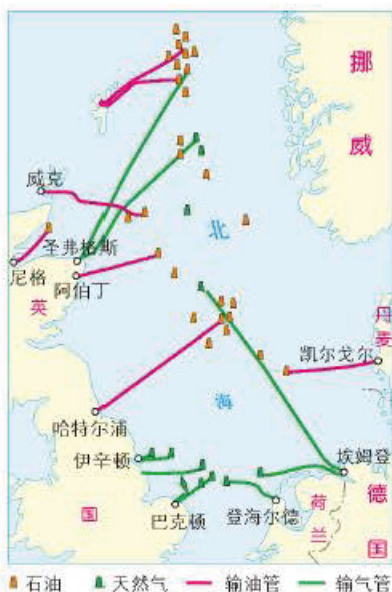 挪
威
威克
圣弗格斯
北
尼格
阿伯丁
英
丹
麦
凯尔戈尔
海
哈特尔浦
伊辛顿
埃姆登
德
国
巴克顿
登海尔德
荷
兰
国
石油
天然气
输油管
输气管